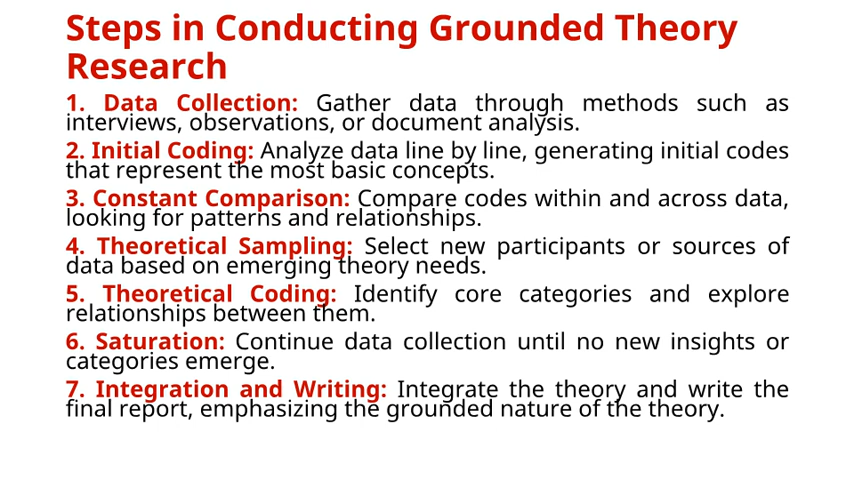 Steps in Conducting Grounded Theory
Research
1. Data Collection: Gather data through methods such as
interviews, observations, or document analysis.
2. Initial Coding: Analyze data line by line, generating initial codes
that represent the most basic concepts.
3. Constant Comparison: Compare codes within and across data,
looking for patterns and relationships.
4. Theoretical Sampling: Select new participants or sources of
data based on emerging theory needs.
5. Theoretical Coding: Identify core categories and explore
relationships between them.
6. Saturation: Continue data collection until no new insights or
categories emerge.
7. Integration and Writing: Integrate the theory and write the
final report, emphasizing the grounded nature of the theory.